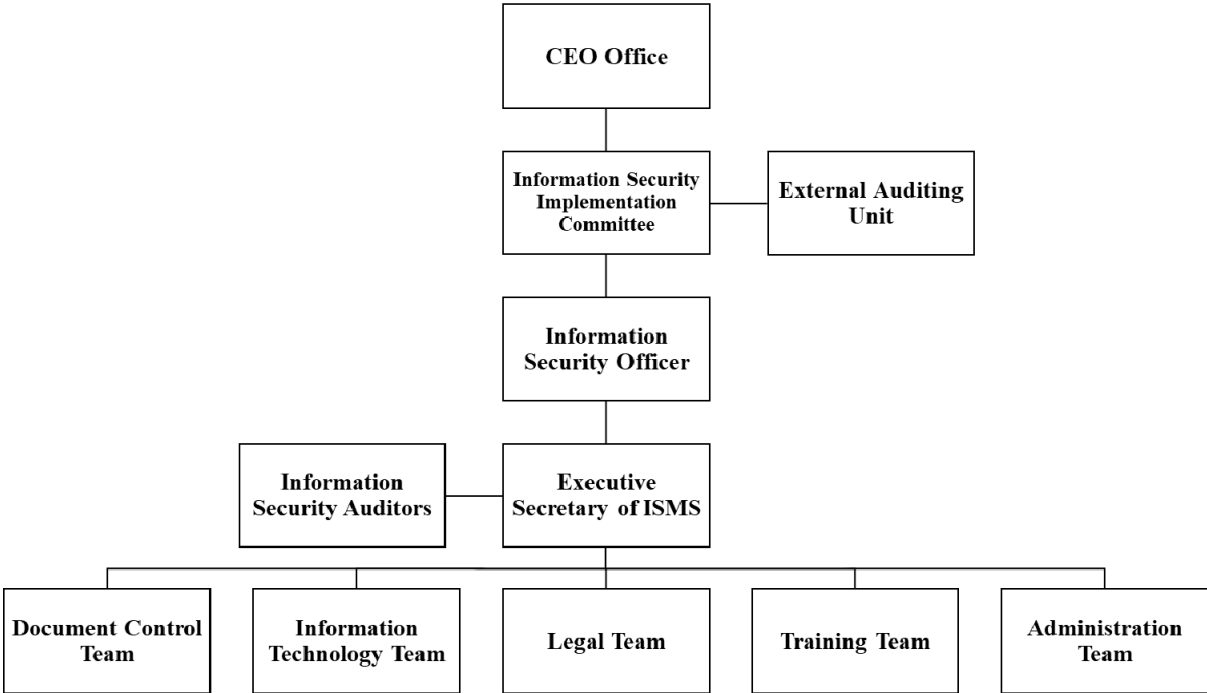 CEO Office
Information Security
Implementation
Committee
External Auditing
Unit
Information
Security Officer
Information
Security Auditors
Executive
Secretary of ISMS
Document Control
Team
Information
Technology Team
Legal Team
Training Team
Administration
Team